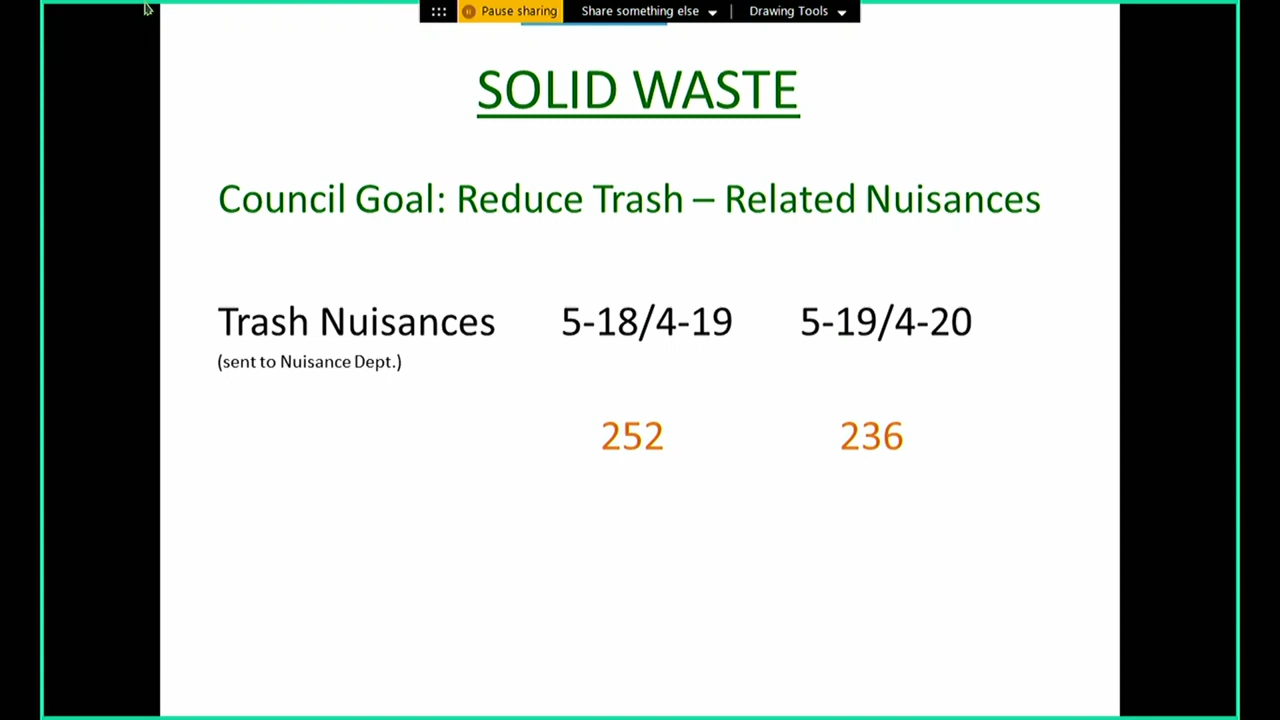 Pause sharing Share something else Drawing Tools
SOLID WASTE
Council Goal: Reduce Trash – Related Nuisances
Trash Nuisances 5-18/4-19 5-19/4-20
(sent to Nuisance Dept.)
252 236